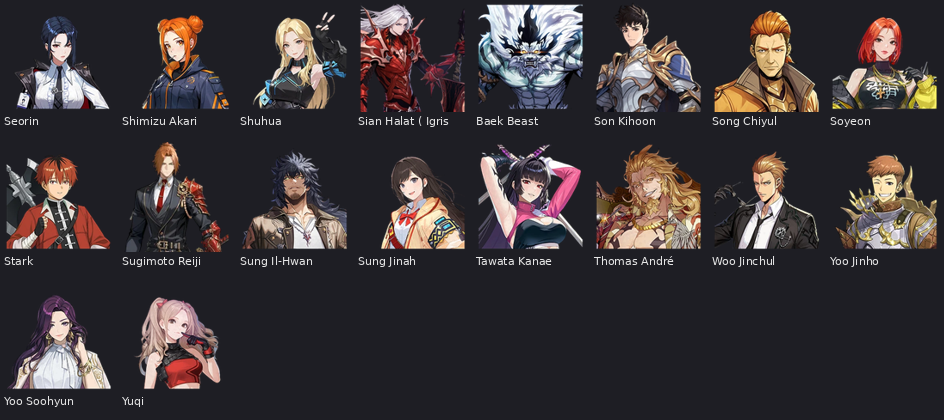 Seorin
Shimizu Akari
Shuhua
Sian Halat ( Igris
Baek Beast
Son Kihoon
Song Chiyul
Soyeon
Stark
Sugimoto Reiji
Sung Il-Hwan
Sung Jinah
Tawata Kanae
Thomas André
Woo Jinchul
Yoo Jinho
Yoo Soohyun
Yuqi